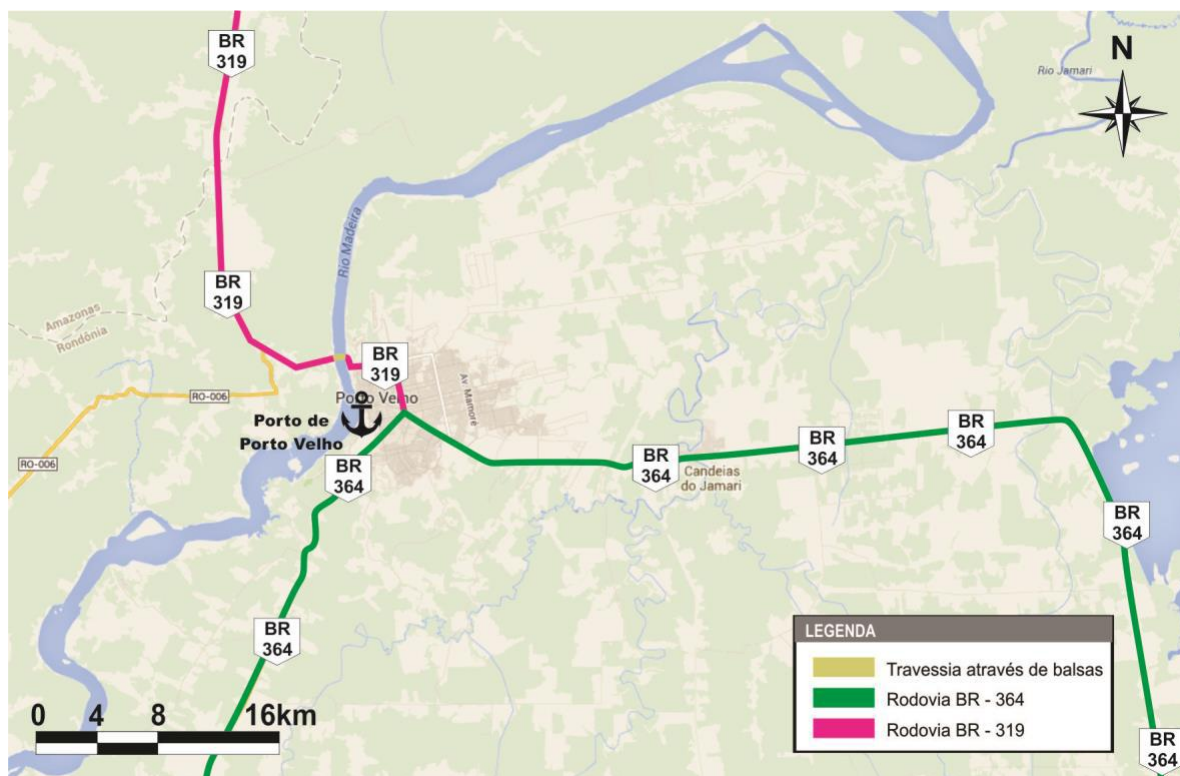 BR
319
N
Rio Jamari
Rio Madeira
BR
319
Amazonas
Rondônia
BR
319
RO-006
Porto Velho
Av. Mamoré
Porto de
Porto Velho
RO-006
BR
364
BR
364
Candeias
do Jamari
BR
364
BR
364
BR
364
BR
364
BR
364
0 4 8 16km
LEGENDA
Travessia através de balsas
Rodovia BR - 364
Rodovia BR - 319